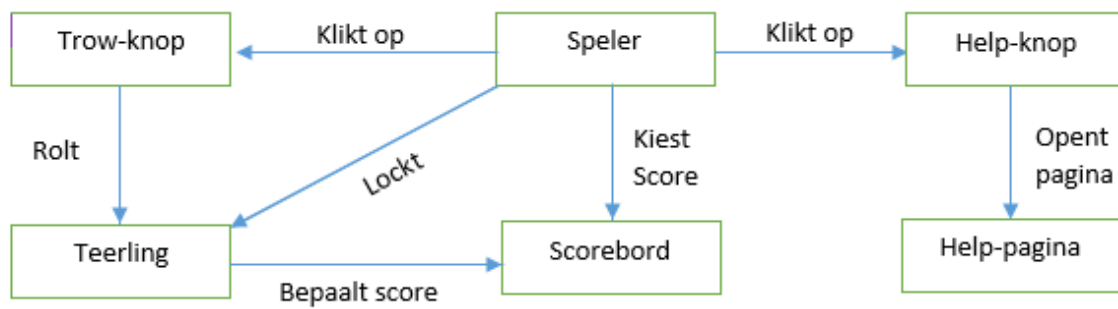 Trow-knop
Klikt op
Speler
Klikt op
Help-knop
Rolt
Lockt
Kiest
Score
Opent
pagina
Teerling
Bepaalt score
Scorebord
Help-pagina